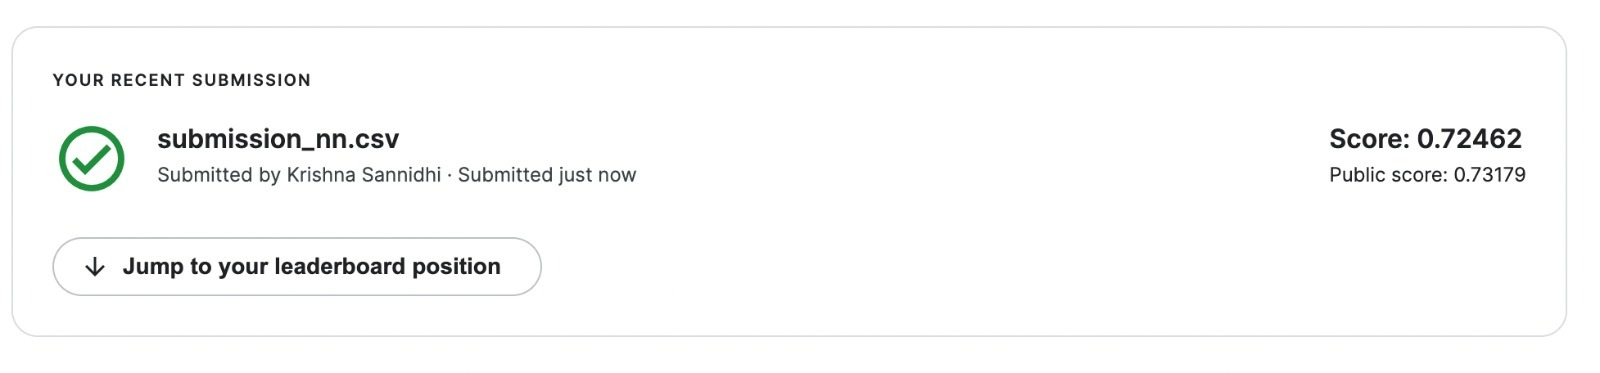 YOUR RECENT SUBMISSION
submission_nn.csv
Score: 0.72462
Submitted by Krishna Sannidhi · Submitted just now
Public score: 0.73179
Jump to your leaderboard position